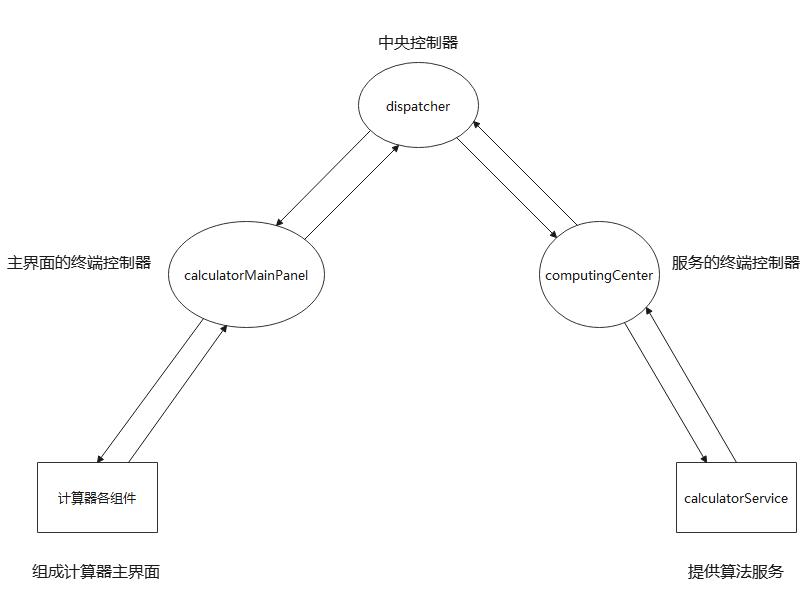 中央控制器
dispatcher
主界面的终端控制器
calculatorMainPanel
computingCenter
服务的终端控制器
计算器各组件
calculatorService
组成计算器主界面
提供算法服务